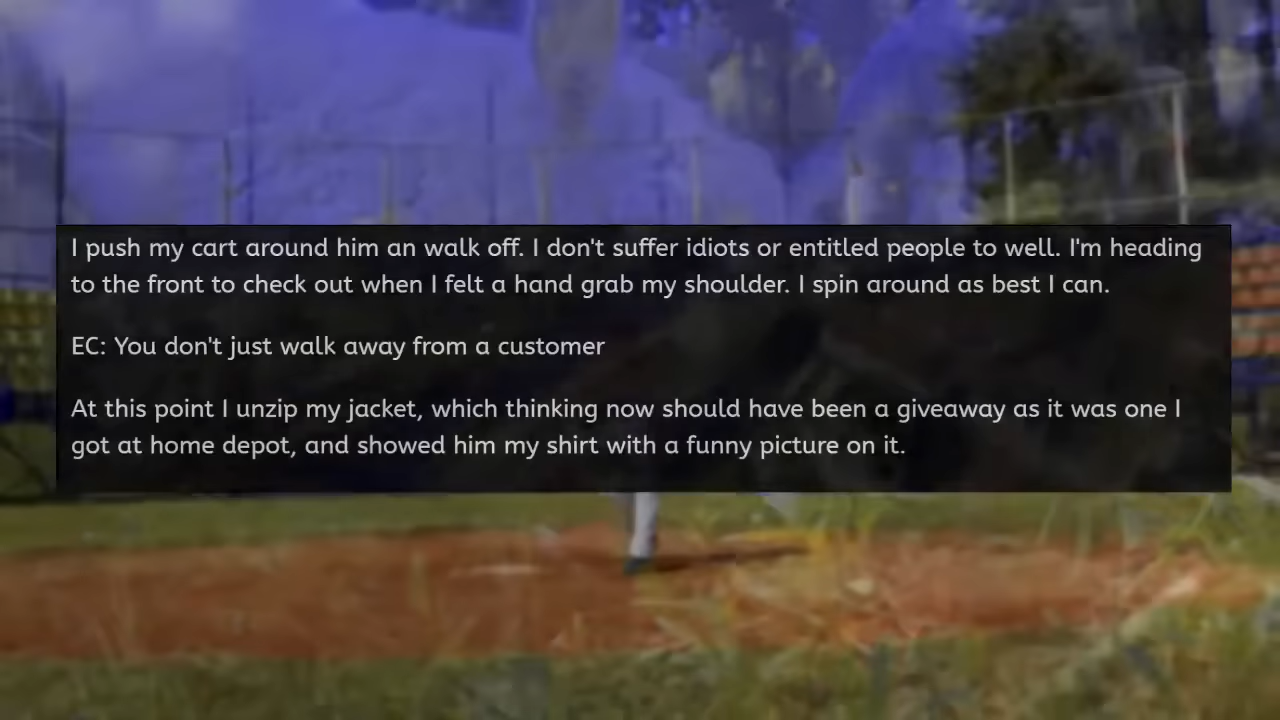 I push my cart around him an walk off. I don't suffer idiots or entitled people to well. I'm heading
to the front to check out when I felt a hand grab my shoulder. I spin around as best I can.
EC: You don't just walk away from a customer
At this point I unzip my jacket, which thinking now should have been a giveaway as it was one I
got at home depot, and showed him my shirt with a funny picture on it.